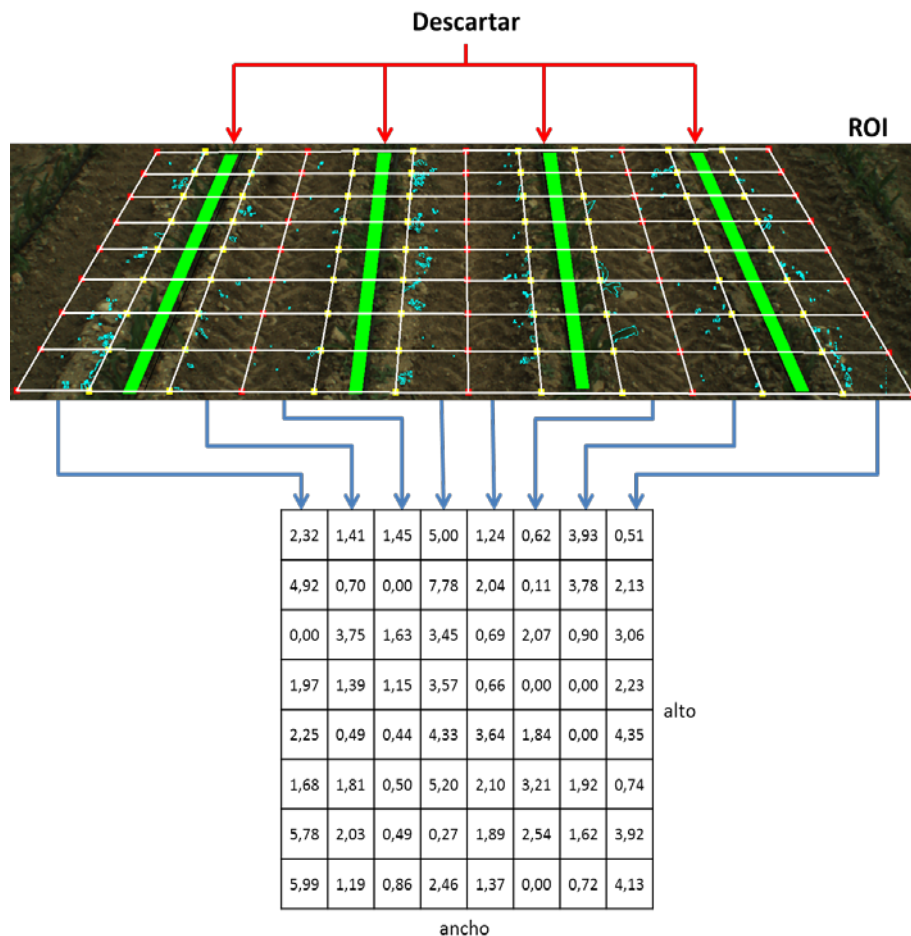 Descartar
ROI
2,32 1,41 1,45 5,00 1,24 0,62 3,93 0,51
4,92 0,70 0,00 7,78 2,04 0,11 3,78 2,13
0,00 3,75 1,63 3,45 0,69 2,07 0,90 3,06
1,97 1,39 1,15 3,57 0,66 0,00 0,00 2,23
alto
2,25 0,49 0,44 4,33 3,64 1,84 0,00 4,35
1,68 1,81 0,50 5,20 2,10 3,21 1,92 0,74
5,78 2,03 0,49 0,27 1,89 2,54 1,62 3,92
5,99 1,19 0,86 2,46 1,37 0,00 0,72 4,13
ancho